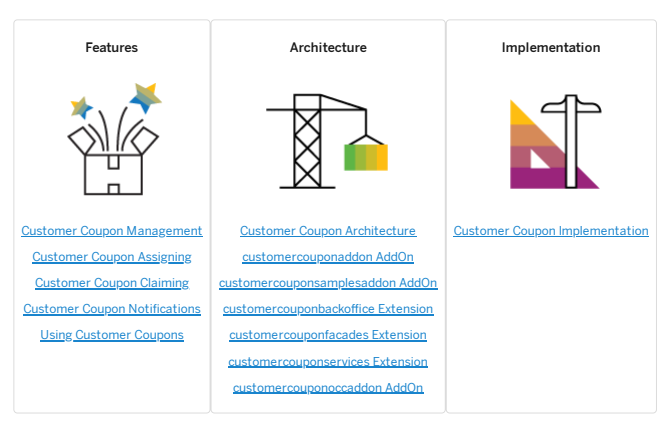 Features
Customer Coupon Management
Customer Coupon Assigning
Customer Coupon Claiming
Customer Coupon Notifications
Using Customer Coupons
Architecture
Customer Coupon Architecture
customercouponaddon AddOn
customercouponsamplesaddon AddOn
customercouponbackoffice Extension
customercouponfacades Extension
customercouponservices Extension
customercouponoccaddon AddOn
Implementation
Customer Coupon Implementation